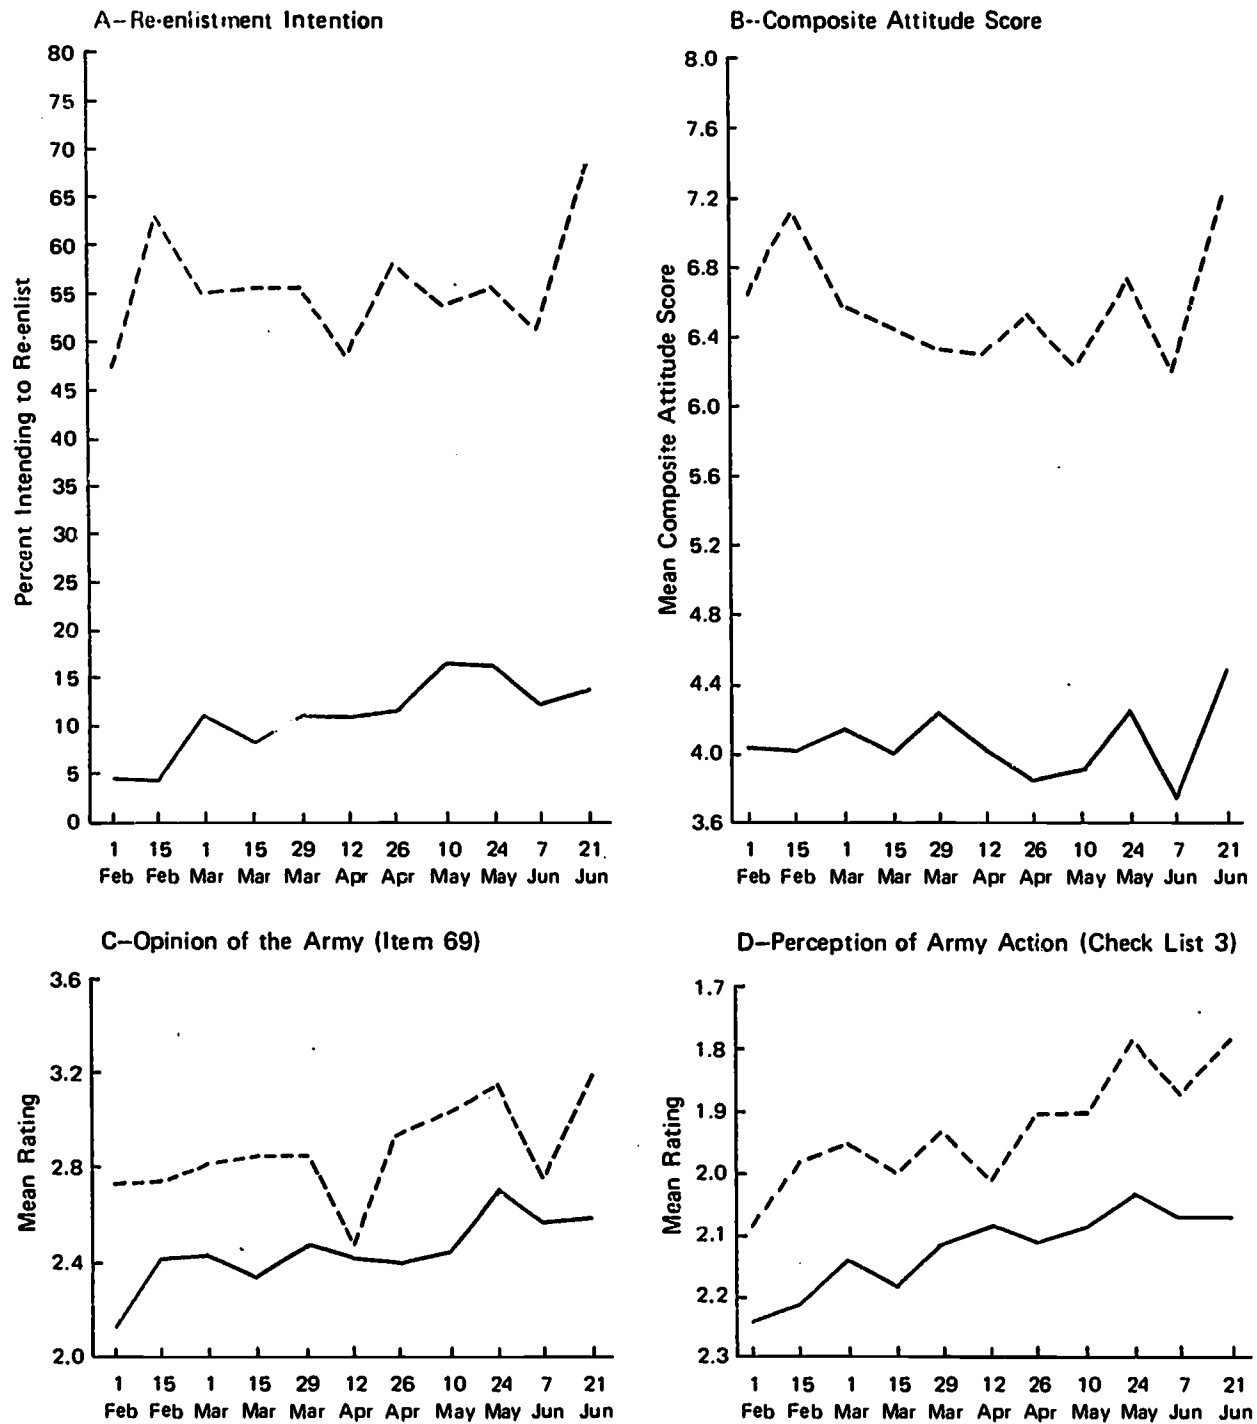 A–Re-enlistment Intention
80
75
70
65
60
55
50
45
40
35
30
25
20
15
10
5
0
Percent Intending to Re-enlist
1 15 1 15 29 12 26 10 24 7 21
Feb Feb Mar Mar Mar Apr Apr May May Jun Jun
B--Composite Attitude Score
8.0
7.6
7.2
6.8
6.4
6.0
5.6
5.2
4.8
4.4
4.0
3.6
Mean Composite Attitude Score
1 15 1 15 29 12 26 10 24 7 21
Feb Feb Mar Mar Mar Apr Apr May May Jun Jun
C–Opinion of the Army (Item 69)
3.6
3.2
2.8
2.4
2.0
Mean Rating
1 15 1 15 29 12 26 10 24 7 21
Feb Feb Mar Mar Mar Apr Apr May May Jun Jun
D–Perception of Army Action (Check List 3)
1.7
1.8
1.9
2.0
2.1
2.2
2.3
Mean Rating
1 15 1 15 29 12 26 10 24 7 21
Feb Feb Mar Mar Mar Apr Apr May May Jun Jun